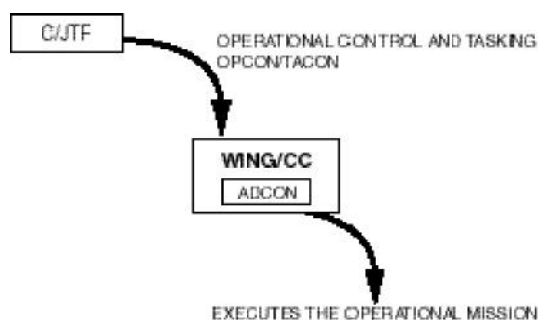 C/JTF
OPERATIONAL CONTROL AND TASKING
OPCON/TACON
WING/CC
ADCON
EXECUTES THE OPERATIONAL MISSION